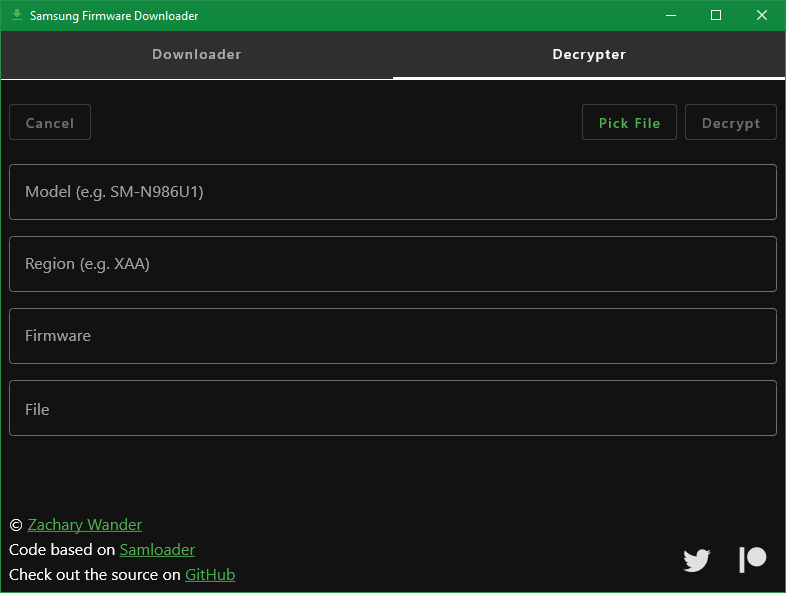 Samsung Firmware Downloader
Downloader
Decrypter
Cancel
Pick File
Decrypt
Model (e.g. SM-N986U1)
Region (e.g. XAA)
Firmware
File
© Zachary Wander
Code based on Samloader
Check out the source on GitHub